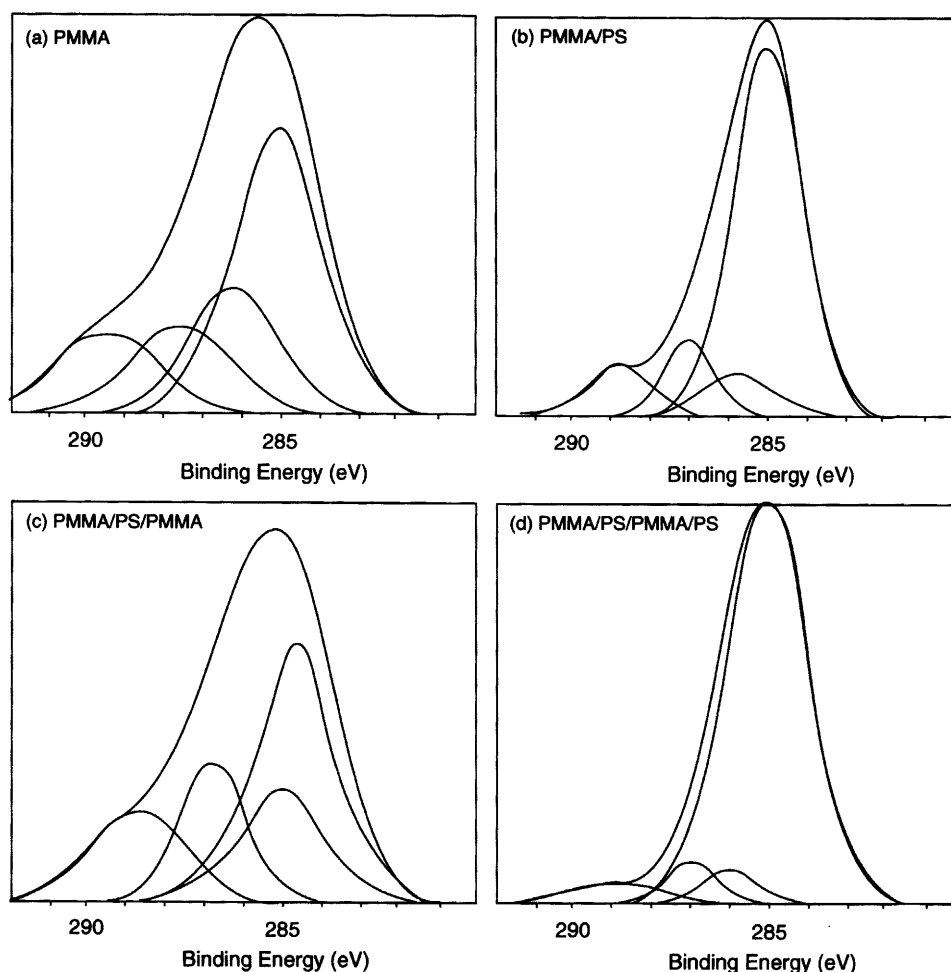 (a) PMMA
(b) PMMA/PS
290 285
Binding Energy (eV)
290 285
Binding Energy (eV)
(c) PMMA/PS/PMMA
(d) PMMA/PS/PMMA/PS
290 285
Binding Energy (eV)
290 285
Binding Energy (eV)